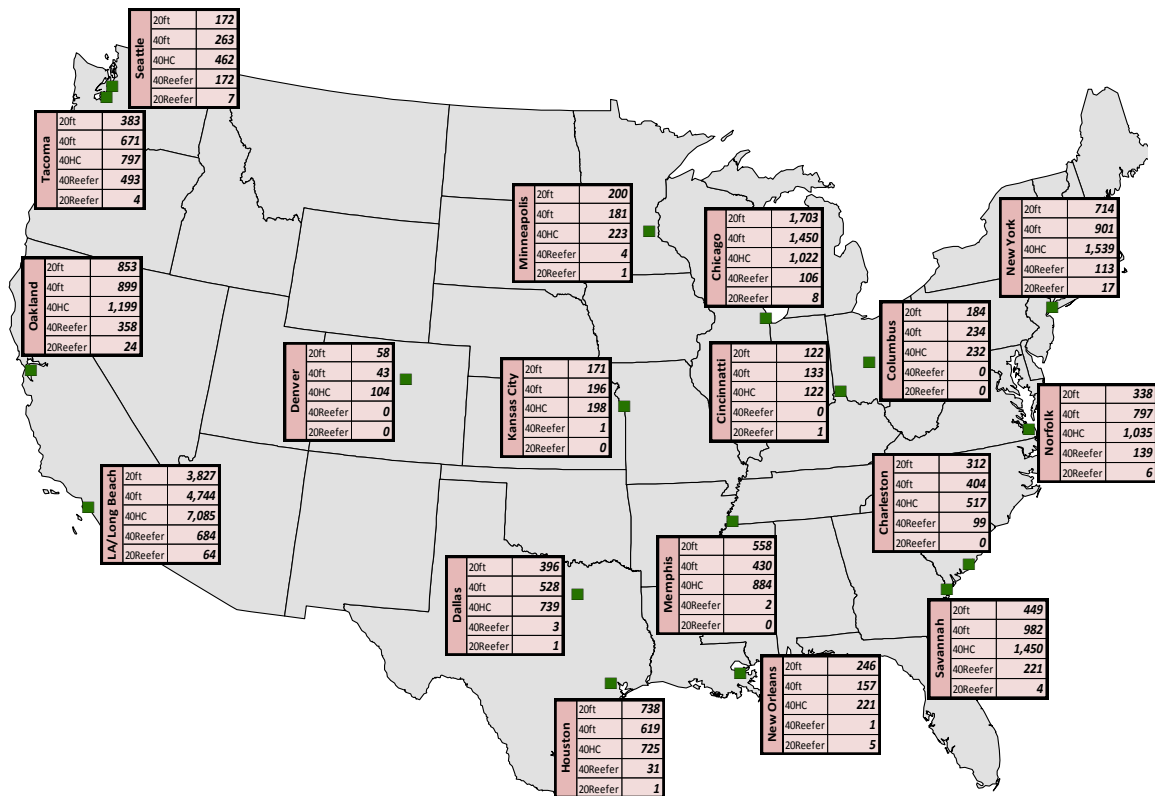 Seattle
20ft 172
40ft 263
40HC 462
40Reefer 172
20Reefer 7
Tacoma
20ft 383
40ft 671
40HC 797
40Reefer 493
20Reefer 4
Minneapolis
20ft 200
40ft 181
40HC 223
40Reefer 4
20Reefer 1
Chicago
20ft 1,703
40ft 1,450
40HC 1,022
40Reefer 106
20Reefer 8
New York
20ft 714
40ft 901
40HC 1,539
40Reefer 113
20Reefer 17
Oakland
20ft 853
40ft 899
40HC 1,199
40Reefer 358
20Reefer 24
Denver
20ft 58
40ft 43
40HC 104
40Reefer 0
20Reefer 0
Kansas City
20ft 171
40ft 196
40HC 198
40Reefer 1
20Reefer 0
Cincinnatti
20ft 122
40ft 133
40HC 122
40Reefer 0
20Reefer 1
Columbus
20ft 184
40ft 234
40HC 232
40Reefer 0
20Reefer 0
Norfolk
20ft 338
40ft 797
40HC 1,035
40Reefer 139
20Reefer 6
LA/Long Beach
20ft 3,827
40ft 4,744
40HC 7,085
40Reefer 684
20Reefer 64
Charleston
20ft 312
40ft 404
40HC 517
40Reefer 99
20Reefer 0
Dallas
20ft 396
40ft 528
40HC 739
40Reefer 3
20Reefer 1
Memphis
20ft 558
40ft 430
40HC 884
40Reefer 2
20Reefer 0
Savannah
20ft 449
40ft 982
40HC 1,450
40Reefer 221
20Reefer 4
Houston
20ft 738
40ft 619
40HC 725
40Reefer 31
20Reefer 1
New Orleans
20ft 246
40ft 157
40HC 221
40Reefer 1
20Reefer 5